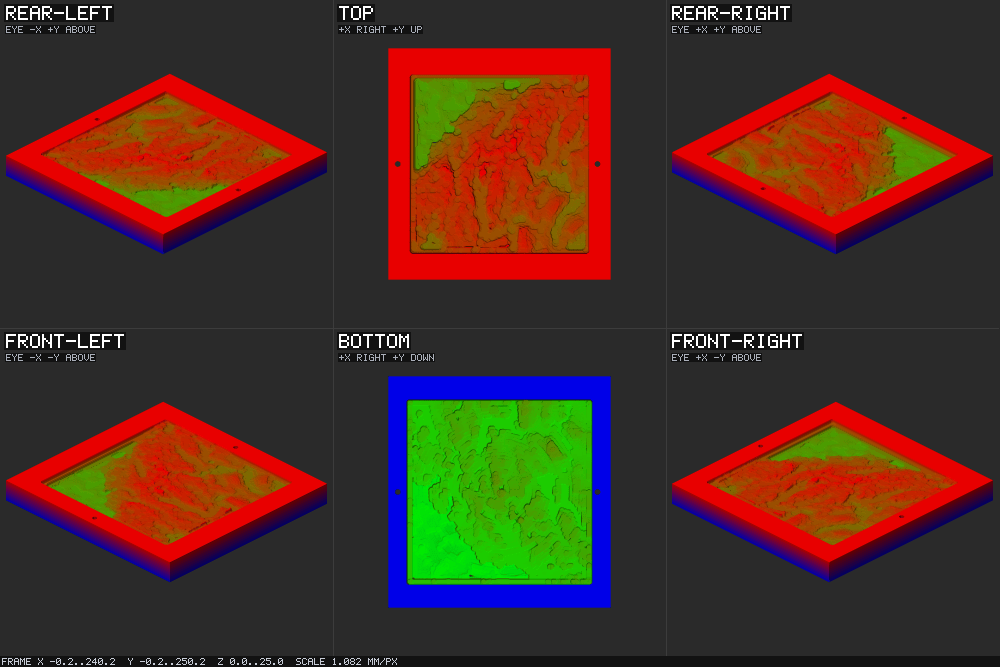 REAR-LEFT
EYE -X +Y ABOVE
TOP
+X RIGHT +Y UP
REAR-RIGHT
EYE +X +Y ABOVE
FRONT-LEFT
EYE -X -Y ABOVE
BOTTOM
+X RIGHT +Y DOWN
FRONT-RIGHT
EYE +X -Y ABOVE
FRAME X -0.2..240.2 Y -0.2..250.2 Z 0.0..25.0 SCALE 1.082 MM/PX